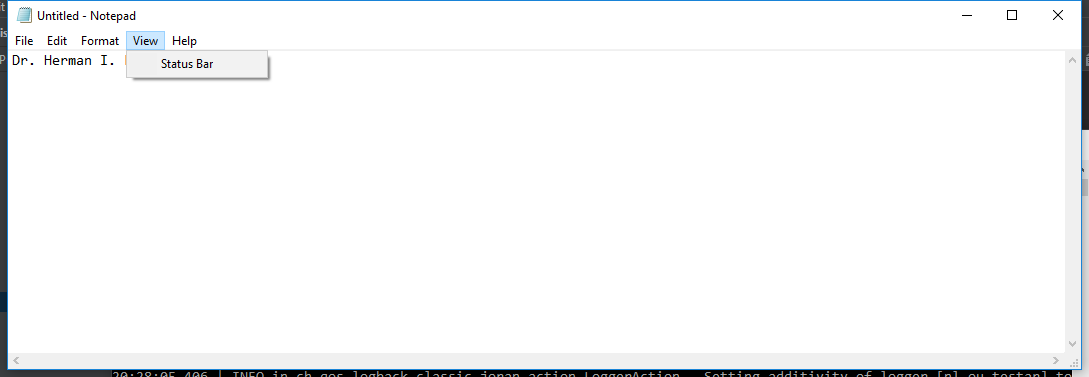 Untitled - Notepad
File Edit Format View Help
Dr. Herman I.
Status Bar
20:28:05,406 | INFO in ch.qos.logback.classic.joran.action.LoggerAction - Setting additivity of logger [nl.ou.testar] to